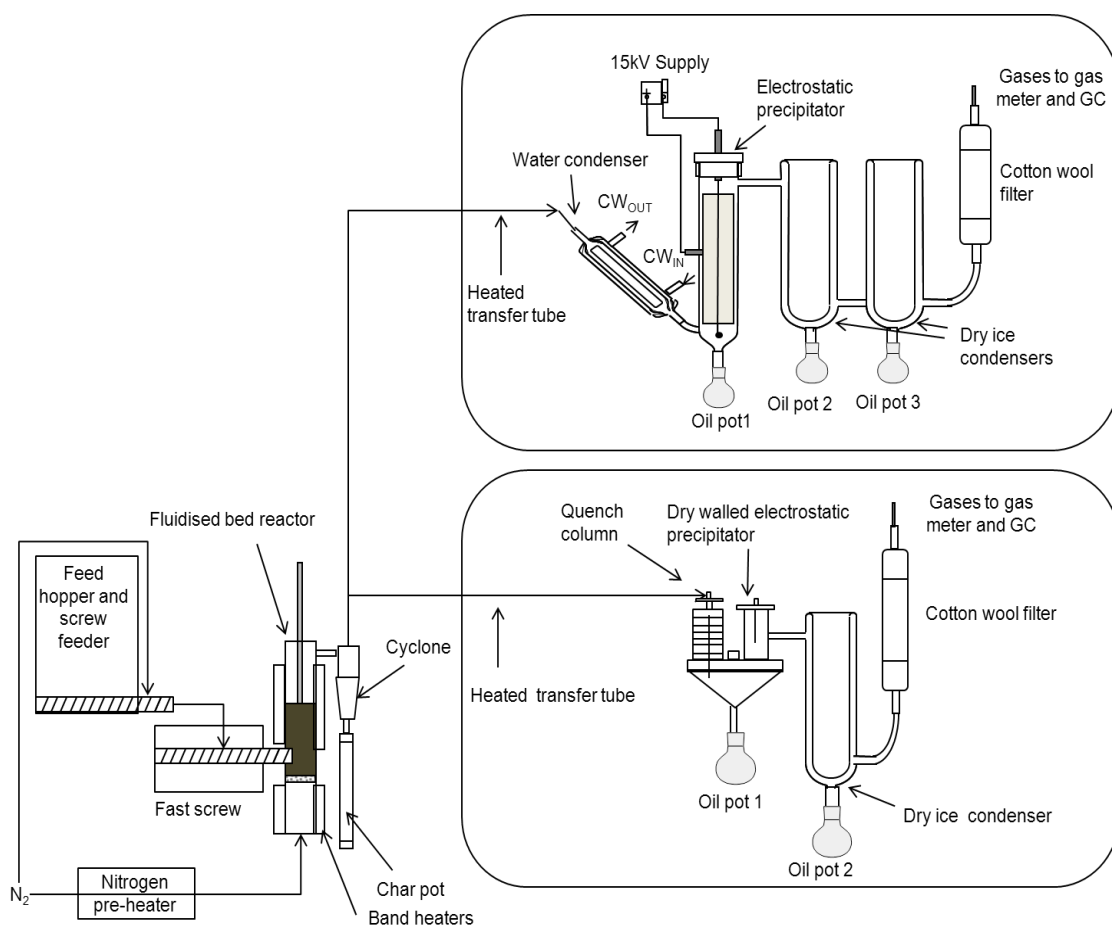 15kV Supply
Electrostatic
precipitator
Gases to gas
meter and GC
Water condenser
CWOUT
Cotton wool
filter
CWIN
Heated
transfer tube
Dry ice
condensers
Oil pot1
Oil pot 2
Oil pot 3
Quench
column
Dry walled electrostatic
precipitator
Gases to gas
meter and GC
Fluidised bed reactor
Feed
hopper and
screw
feeder
Cotton wool filter
Cyclone
Heated transfer tube
Fast screw
Oil pot 1
Dry ice condenser
Oil pot 2
Char pot
Band heaters
N2
Nitrogen
pre-heater